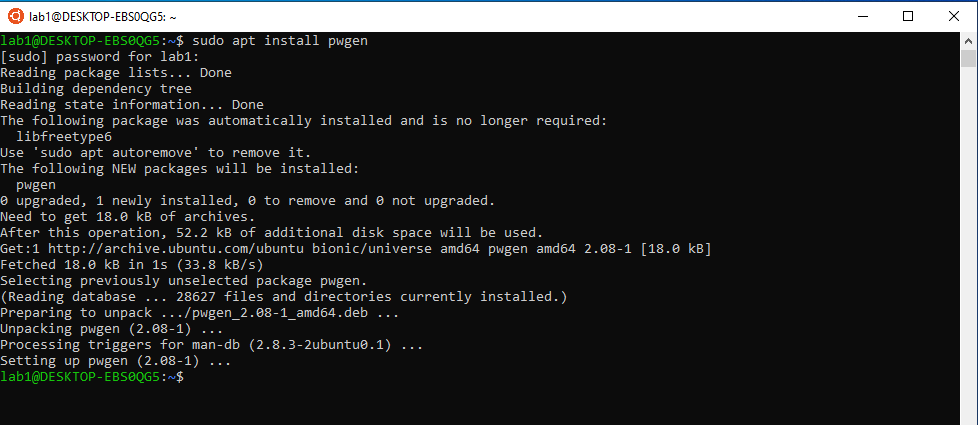 lab1@DESKTOP-EBS0QG5: ~
lab1@DESKTOP-EBS0QG5:~$ sudo apt install pwgen
[sudo] password for lab1:
Reading package lists... Done
Building dependency tree
Reading state information... Done
The following package was automatically installed and is no longer required:
  libfreetype6
Use 'sudo apt autoremove' to remove it.
The following NEW packages will be installed:
  pwgen
0 upgraded, 1 newly installed, 0 to remove and 0 not upgraded.
Need to get 18.0 kB of archives.
After this operation, 52.2 kB of additional disk space will be used.
Get:1 http://archive.ubuntu.com/ubuntu bionic/universe amd64 pwgen amd64 2.08-1 [18.0 kB]
Fetched 18.0 kB in 1s (33.8 kB/s)
Selecting previously unselected package pwgen.
(Reading database ... 28627 files and directories currently installed.)
Preparing to unpack .../pwgen_2.08-1_amd64.deb ...
Unpacking pwgen (2.08-1) ...
Processing triggers for man-db (2.8.3-2ubuntu0.1) ...
Setting up pwgen (2.08-1) ...
lab1@DESKTOP-EBS0QG5:~$